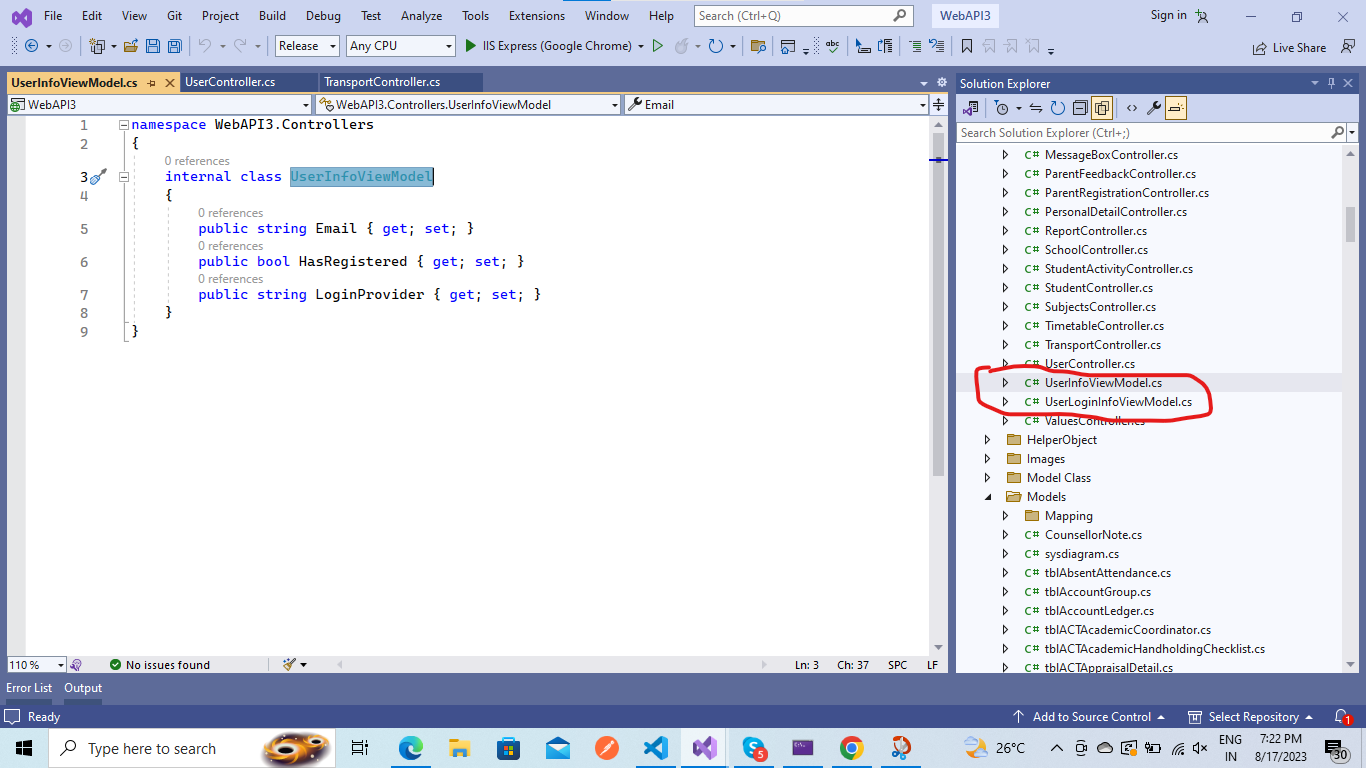 File Edit View Git Project Build Debug Test Analyze Tools Extensions Window Help Search (Ctrl+Q) WebAPI3 Sign in
Release Any CPU IIS Express (Google Chrome) Live Share
UserInfoViewModel.cs UserController.cs TransportController.cs
WebAPI3 WebAPI3.Controllers.UserInfoViewModel Email
1 namespace WebAPI3.Controllers
2 {
0 references
3 internal class UserInfoViewModel
4 {
0 references
5 public string Email { get; set; }
0 references
6 public bool HasRegistered { get; set; }
0 references
7 public string LoginProvider { get; set; }
8 }
9 }
110 % No issues found Ln: 3 Ch: 37 SPC LF
Solution Explorer
Search Solution Explorer (Ctrl+;)
C# MessageBoxController.cs
C# ParentFeedbackController.cs
C# ParentRegistrationController.cs
C# PersonalDetailController.cs
C# ReportController.cs
C# SchoolController.cs
C# StudentActivityController.cs
C# StudentController.cs
C# SubjectsController.cs
C# TimetableController.cs
C# TransportController.cs
C# UserController.cs
C# UserInfoViewModel.cs
C# UserLoginInfoViewModel.cs
C# ValuesController.cs
HelperObject
Images
Model Class
Models
Mapping
C# CounsellorNote.cs
C# sysdiagram.cs
C# tblAbsentAttendance.cs
C# tblAccountGroup.cs
C# tblAccountLedger.cs
C# tblACTAcademicCoordinator.cs
C# tblACTAcademicHandholdingChecklist.cs
C# tblACTAppraisalDetail.cs
Error List Output
Ready Add to Source Control Select Repository 1
Type here to search 5 26°C ENG IN 7:22 PM 8/17/2023 30